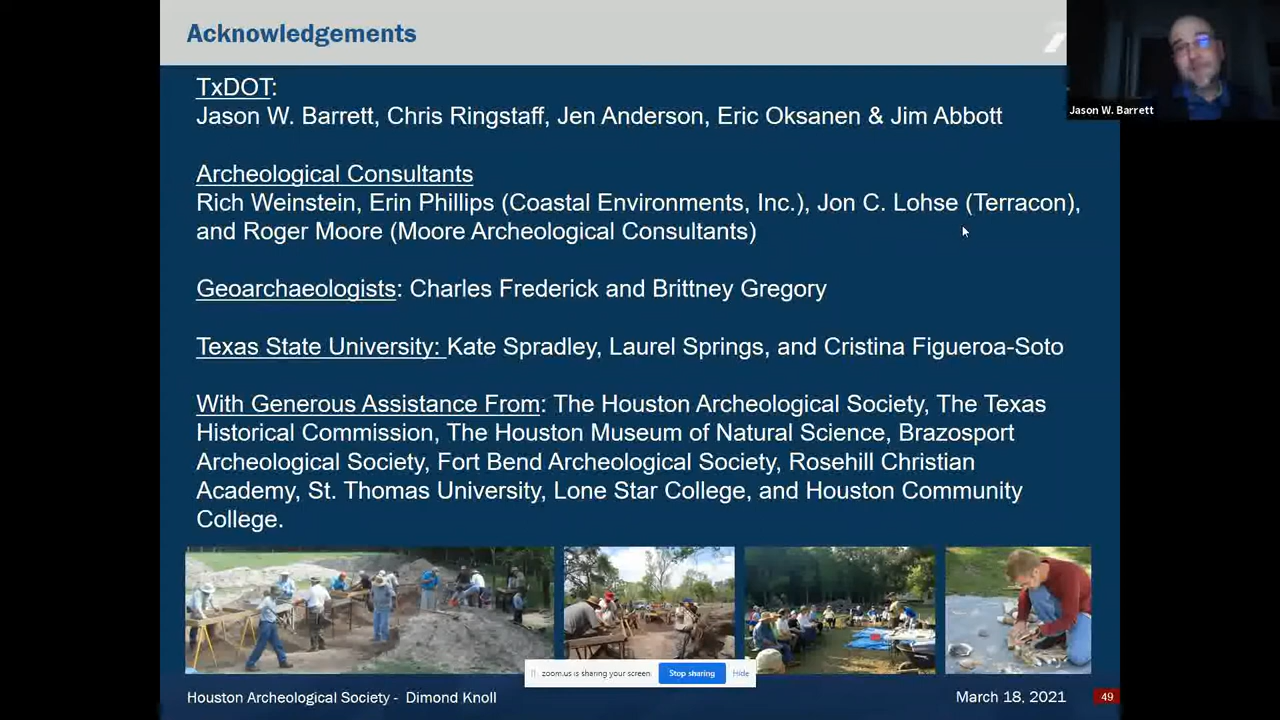 Acknowledgements
Jason W. Barrett
TxDOT:
Jason W. Barrett, Chris Ringstaff, Jen Anderson, Eric Oksanen & Jim Abbott
Archeological Consultants
Rich Weinstein, Erin Phillips (Coastal Environments, Inc.), Jon C. Lohse (Terracon),
and Roger Moore (Moore Archeological Consultants)
Geoarchaeologists: Charles Frederick and Brittney Gregory
Texas State University: Kate Spradley, Laurel Springs, and Cristina Figueroa-Soto
With Generous Assistance From: The Houston Archeological Society, The Texas
Historical Commission, The Houston Museum of Natural Science, Brazosport
Archeological Society, Fort Bend Archeological Society, Rosehill Christian
Academy, St. Thomas University, Lone Star College, and Houston Community
College.
zoom.us is sharing your screen. Stop sharing Hide
Houston Archeological Society - Dimond Knoll March 18, 2021 49